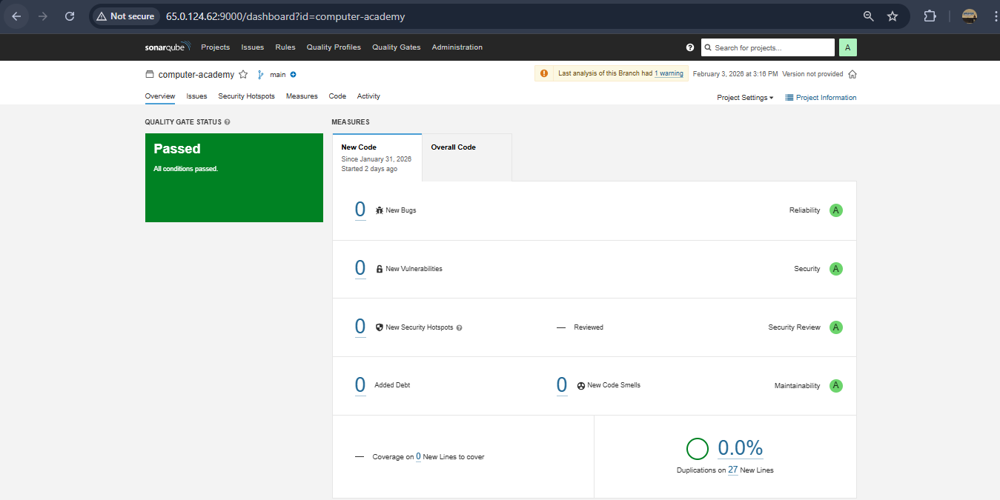 Not secure 65.0.124.62:9000/dashboard?id=computer-academy
sonarqube Projects Issues Rules Quality Profiles Quality Gates Administration ? Search for projects... A
computer-academy main Last analysis of this Branch had 1 warning February 3, 2026 at 3:16 PM Version not provided
Overview Issues Security Hotspots Measures Code Activity Project Settings Project Information
QUALITY GATE STATUS ?
Passed
All conditions passed.
MEASURES
New Code
Since January 31, 2026
Started 2 days ago
Overall Code
0 New Bugs Reliability A
0 New Vulnerabilities Security A
0 New Security Hotspots ? — Reviewed Security Review A
0 Added Debt 0 New Code Smells Maintainability A
— Coverage on 0 New Lines to cover
0.0%
Duplications on 27 New Lines